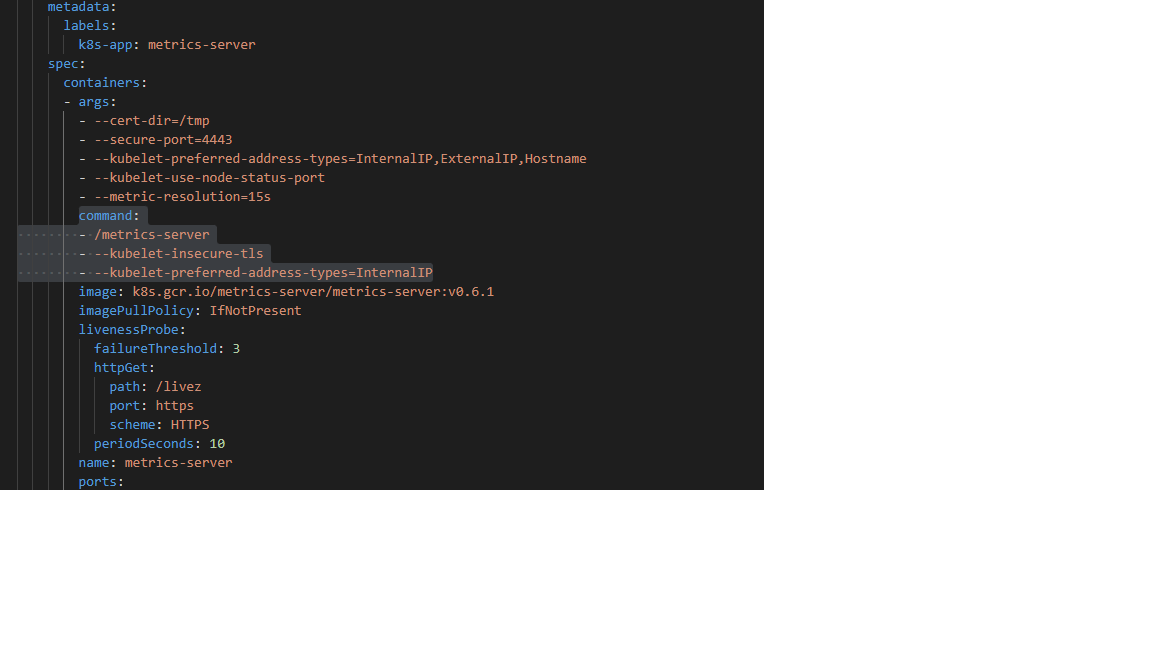 metadata:
labels:
k8s-app: metrics-server
spec:
containers:
- args:
- --cert-dir=/tmp
- --secure-port=4443
- --kubelet-preferred-address-types=InternalIP,ExternalIP,Hostname
- --kubelet-use-node-status-port
- --metric-resolution=15s
command:
- /metrics-server
- --kubelet-insecure-tls
- --kubelet-preferred-address-types=InternalIP
image: k8s.gcr.io/metrics-server/metrics-server:v0.6.1
imagePullPolicy: IfNotPresent
livenessProbe:
failureThreshold: 3
httpGet:
path: /livez
port: https
scheme: HTTPS
periodSeconds: 10
name: metrics-server
ports: